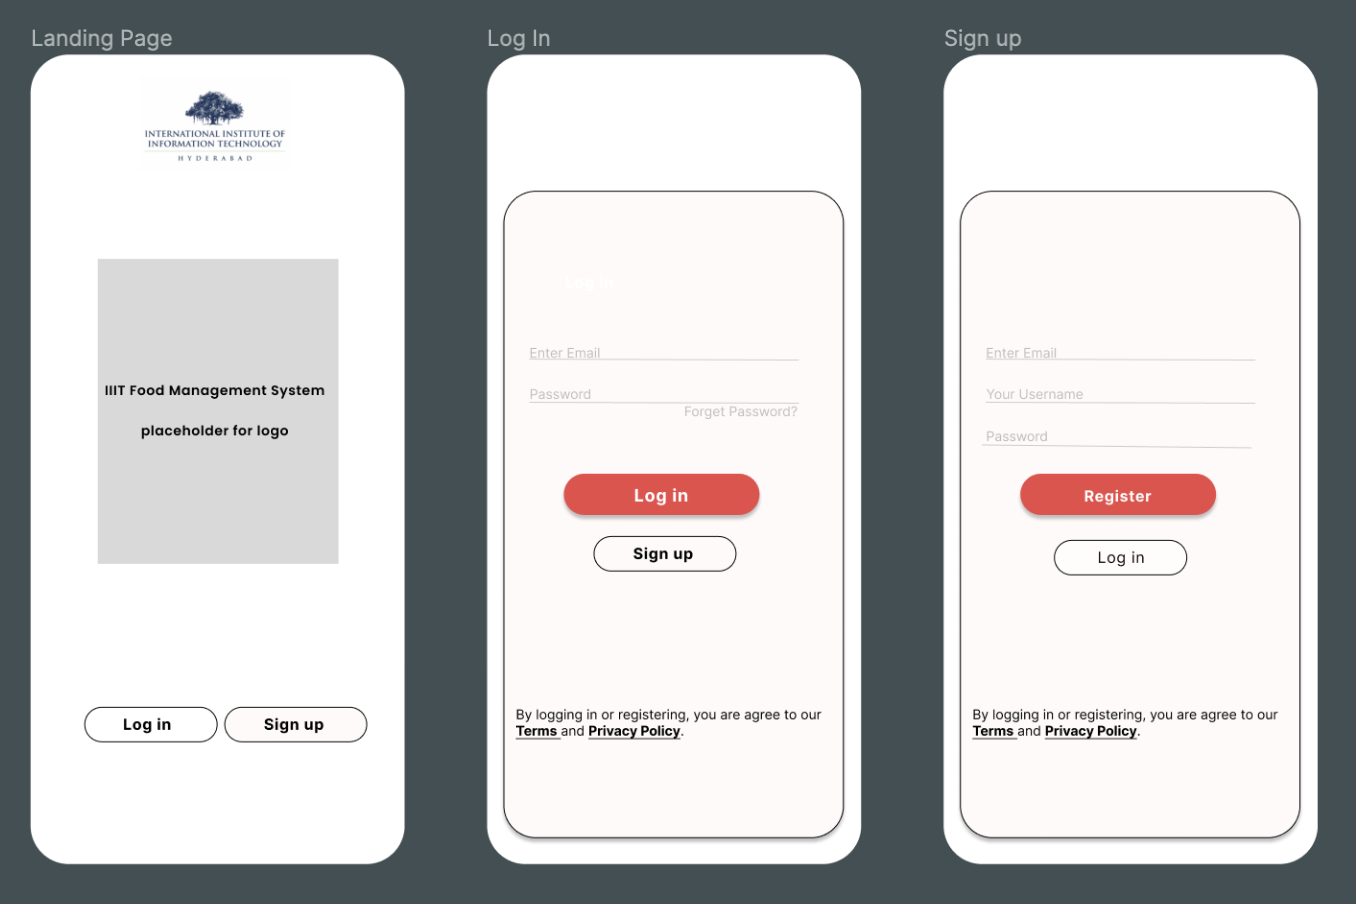 Landing Page
INTERNATIONAL INSTITUTE OF
INFORMATION TECHNOLOGY
HYDERABAD
IIIT Food Management System
placeholder for logo
Log in
Sign up
Log In
Log In
Enter Email
Password
Forget Password?
Log in
Sign up
By logging in or registering, you are agree to our
Terms and Privacy Policy.
Sign up
Enter Email
Your Username
Password
Register
Log in
By logging in or registering, you are agree to our
Terms and Privacy Policy.